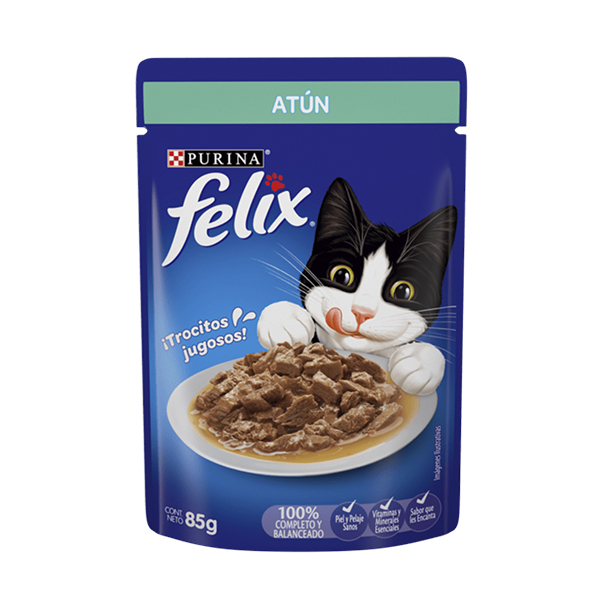 ATÚN
PURINA®
felix®
¡Trocitos
jugosos!
Imágenes Ilustrativas
CONT.
NETO 85g
100%
COMPLETO Y
BALANCEADO
Piel y Pelaje
Sanos
Vitaminas y
Minerales
Esenciales
Sabor que
les Encanta